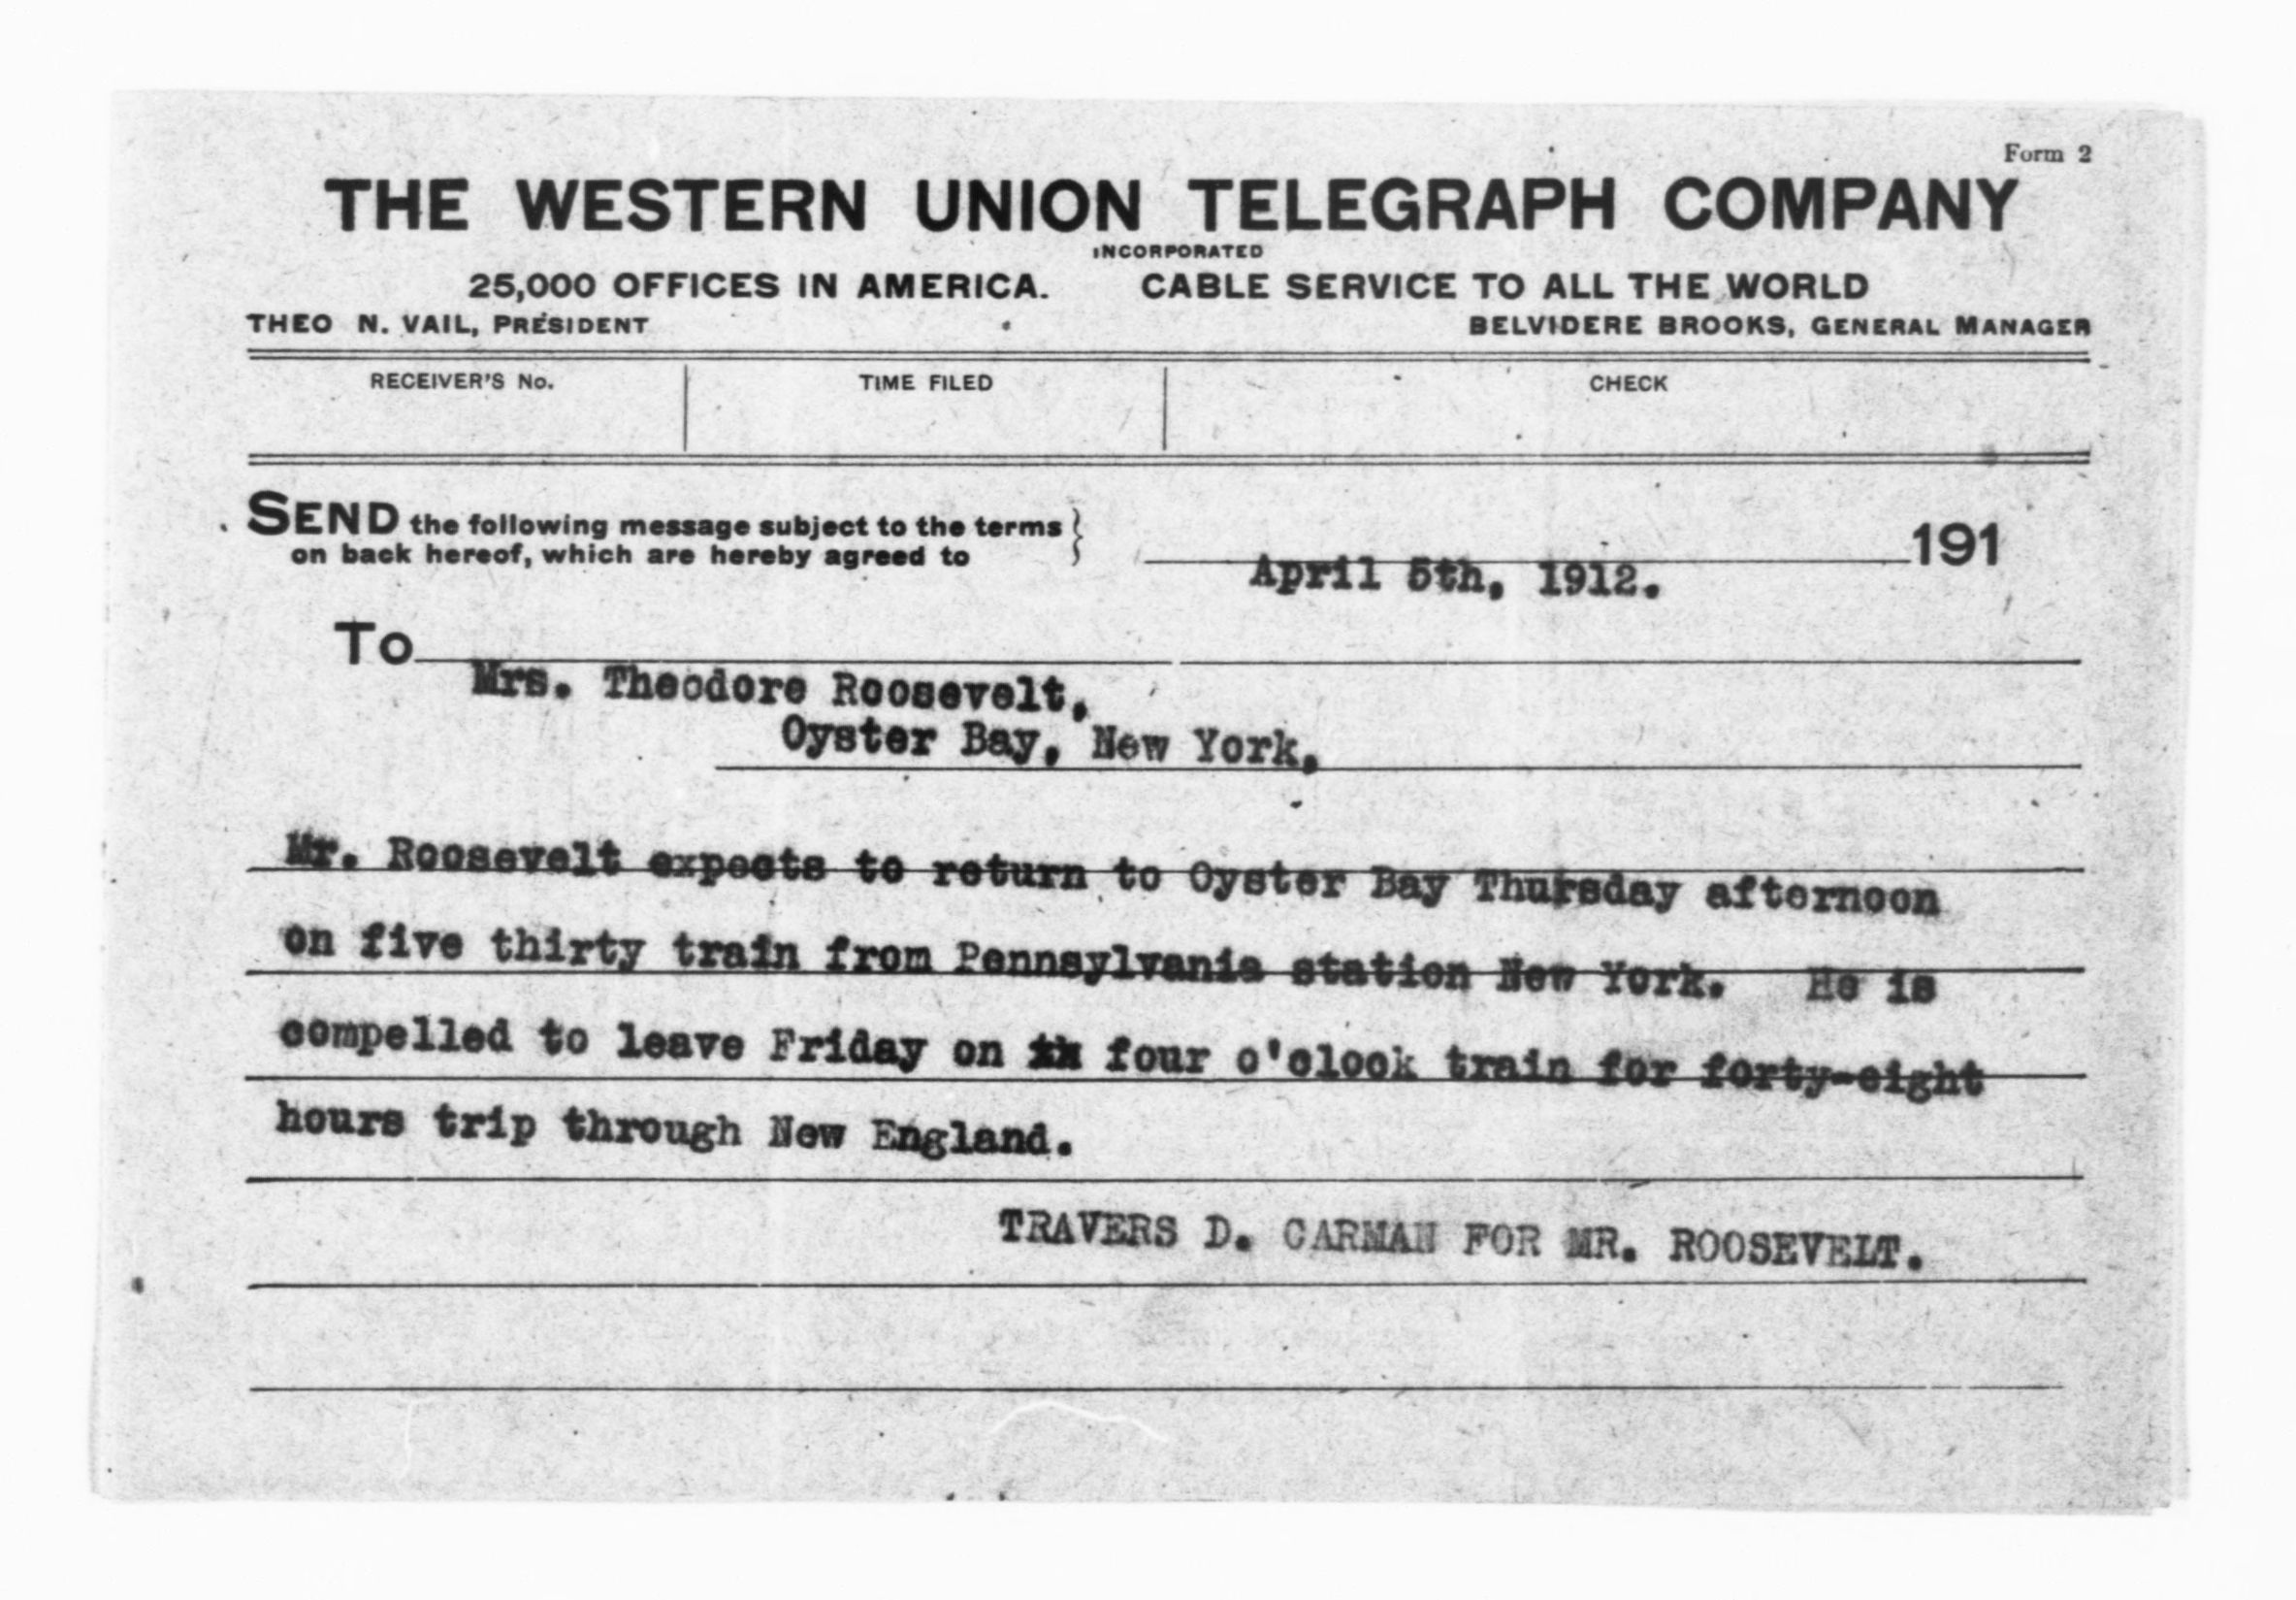 Form 2
THE WESTERN UNION TELEGRAPH COMPANY
INCORPORATED
25,000 OFFICES IN AMERICA. CABLE SERVICE TO ALL THE WORLD
THEO N. VAIL, PRESIDENT BELVIDERE BROOKS, GENERAL MANAGER
RECEIVER'S No. TIME FILED CHECK
SEND the following message subject to the terms
on back hereof, which are hereby agreed to
191
April 5th, 1912.
To
Mrs. Theodore Roosevelt,
Oyster Bay, New York.
Mr. Roosevelt expects to return to Oyster Bay Thursday afternoon
on five thirty train from Pennsylvania station New York. He is
compelled to leave Friday on four o'clock train for forty-eight
hours trip through New England.
TRAVERS D. CARMAN FOR MR. ROOSEVELT.